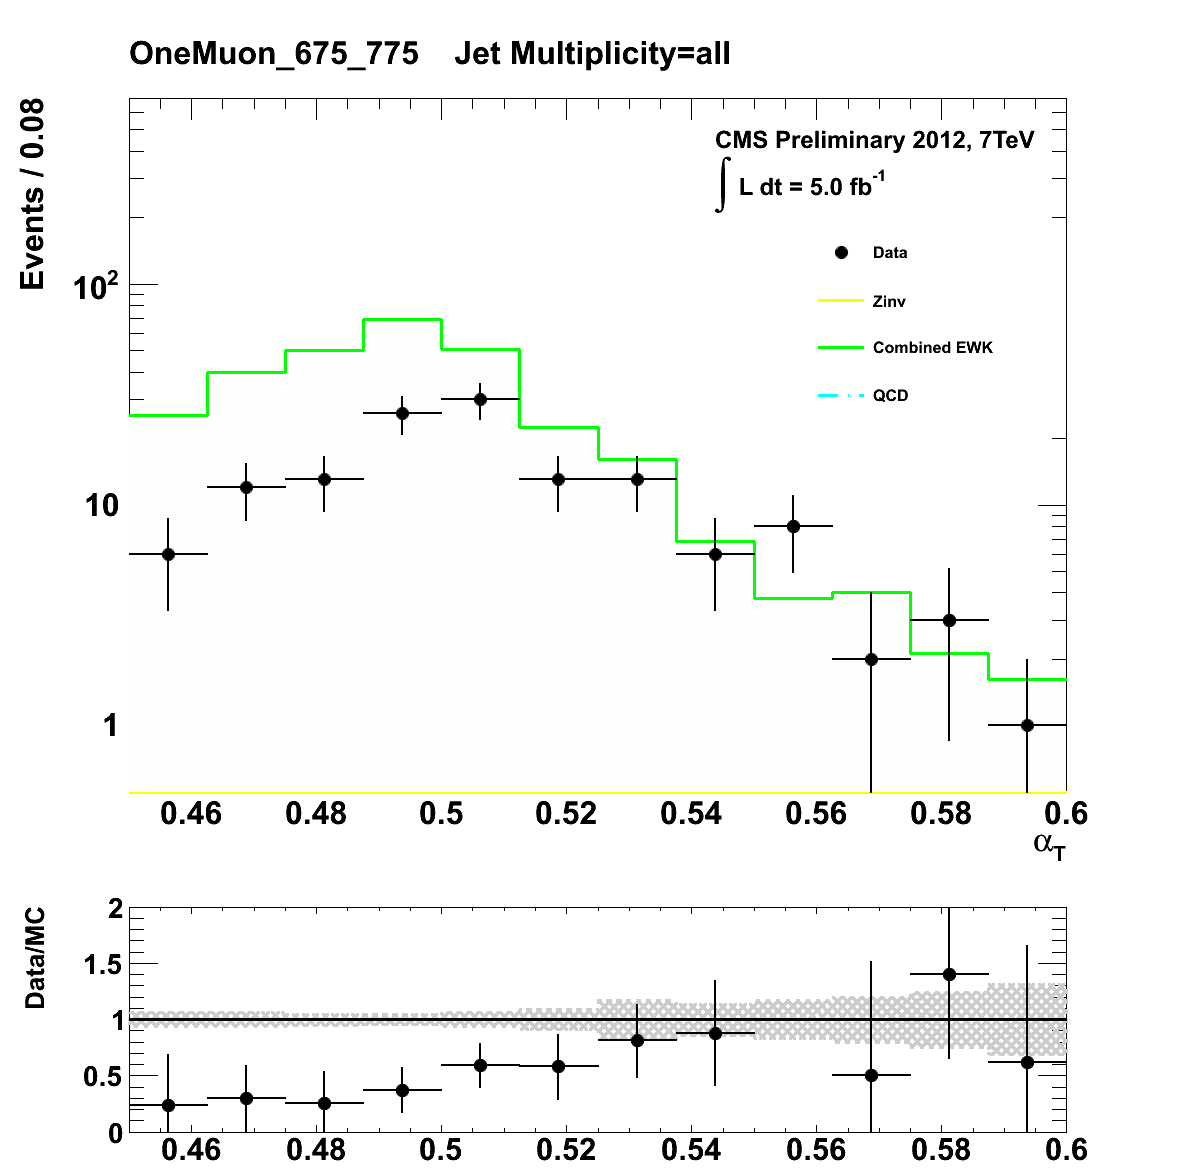 OneMuon_675_775 Jet Multiplicity=all
Events / 0.08
CMS Preliminary 2012, 7TeV
∫ L dt = 5.0 fb⁻¹
Data
Zinv
Combined EWK
QCD
10²
10
1
0.46 0.48 0.5 0.52 0.54 0.56 0.58 0.6
α_T
Data/MC
2
1.5
1
0.5
0
0.46 0.48 0.5 0.52 0.54 0.56 0.58 0.6